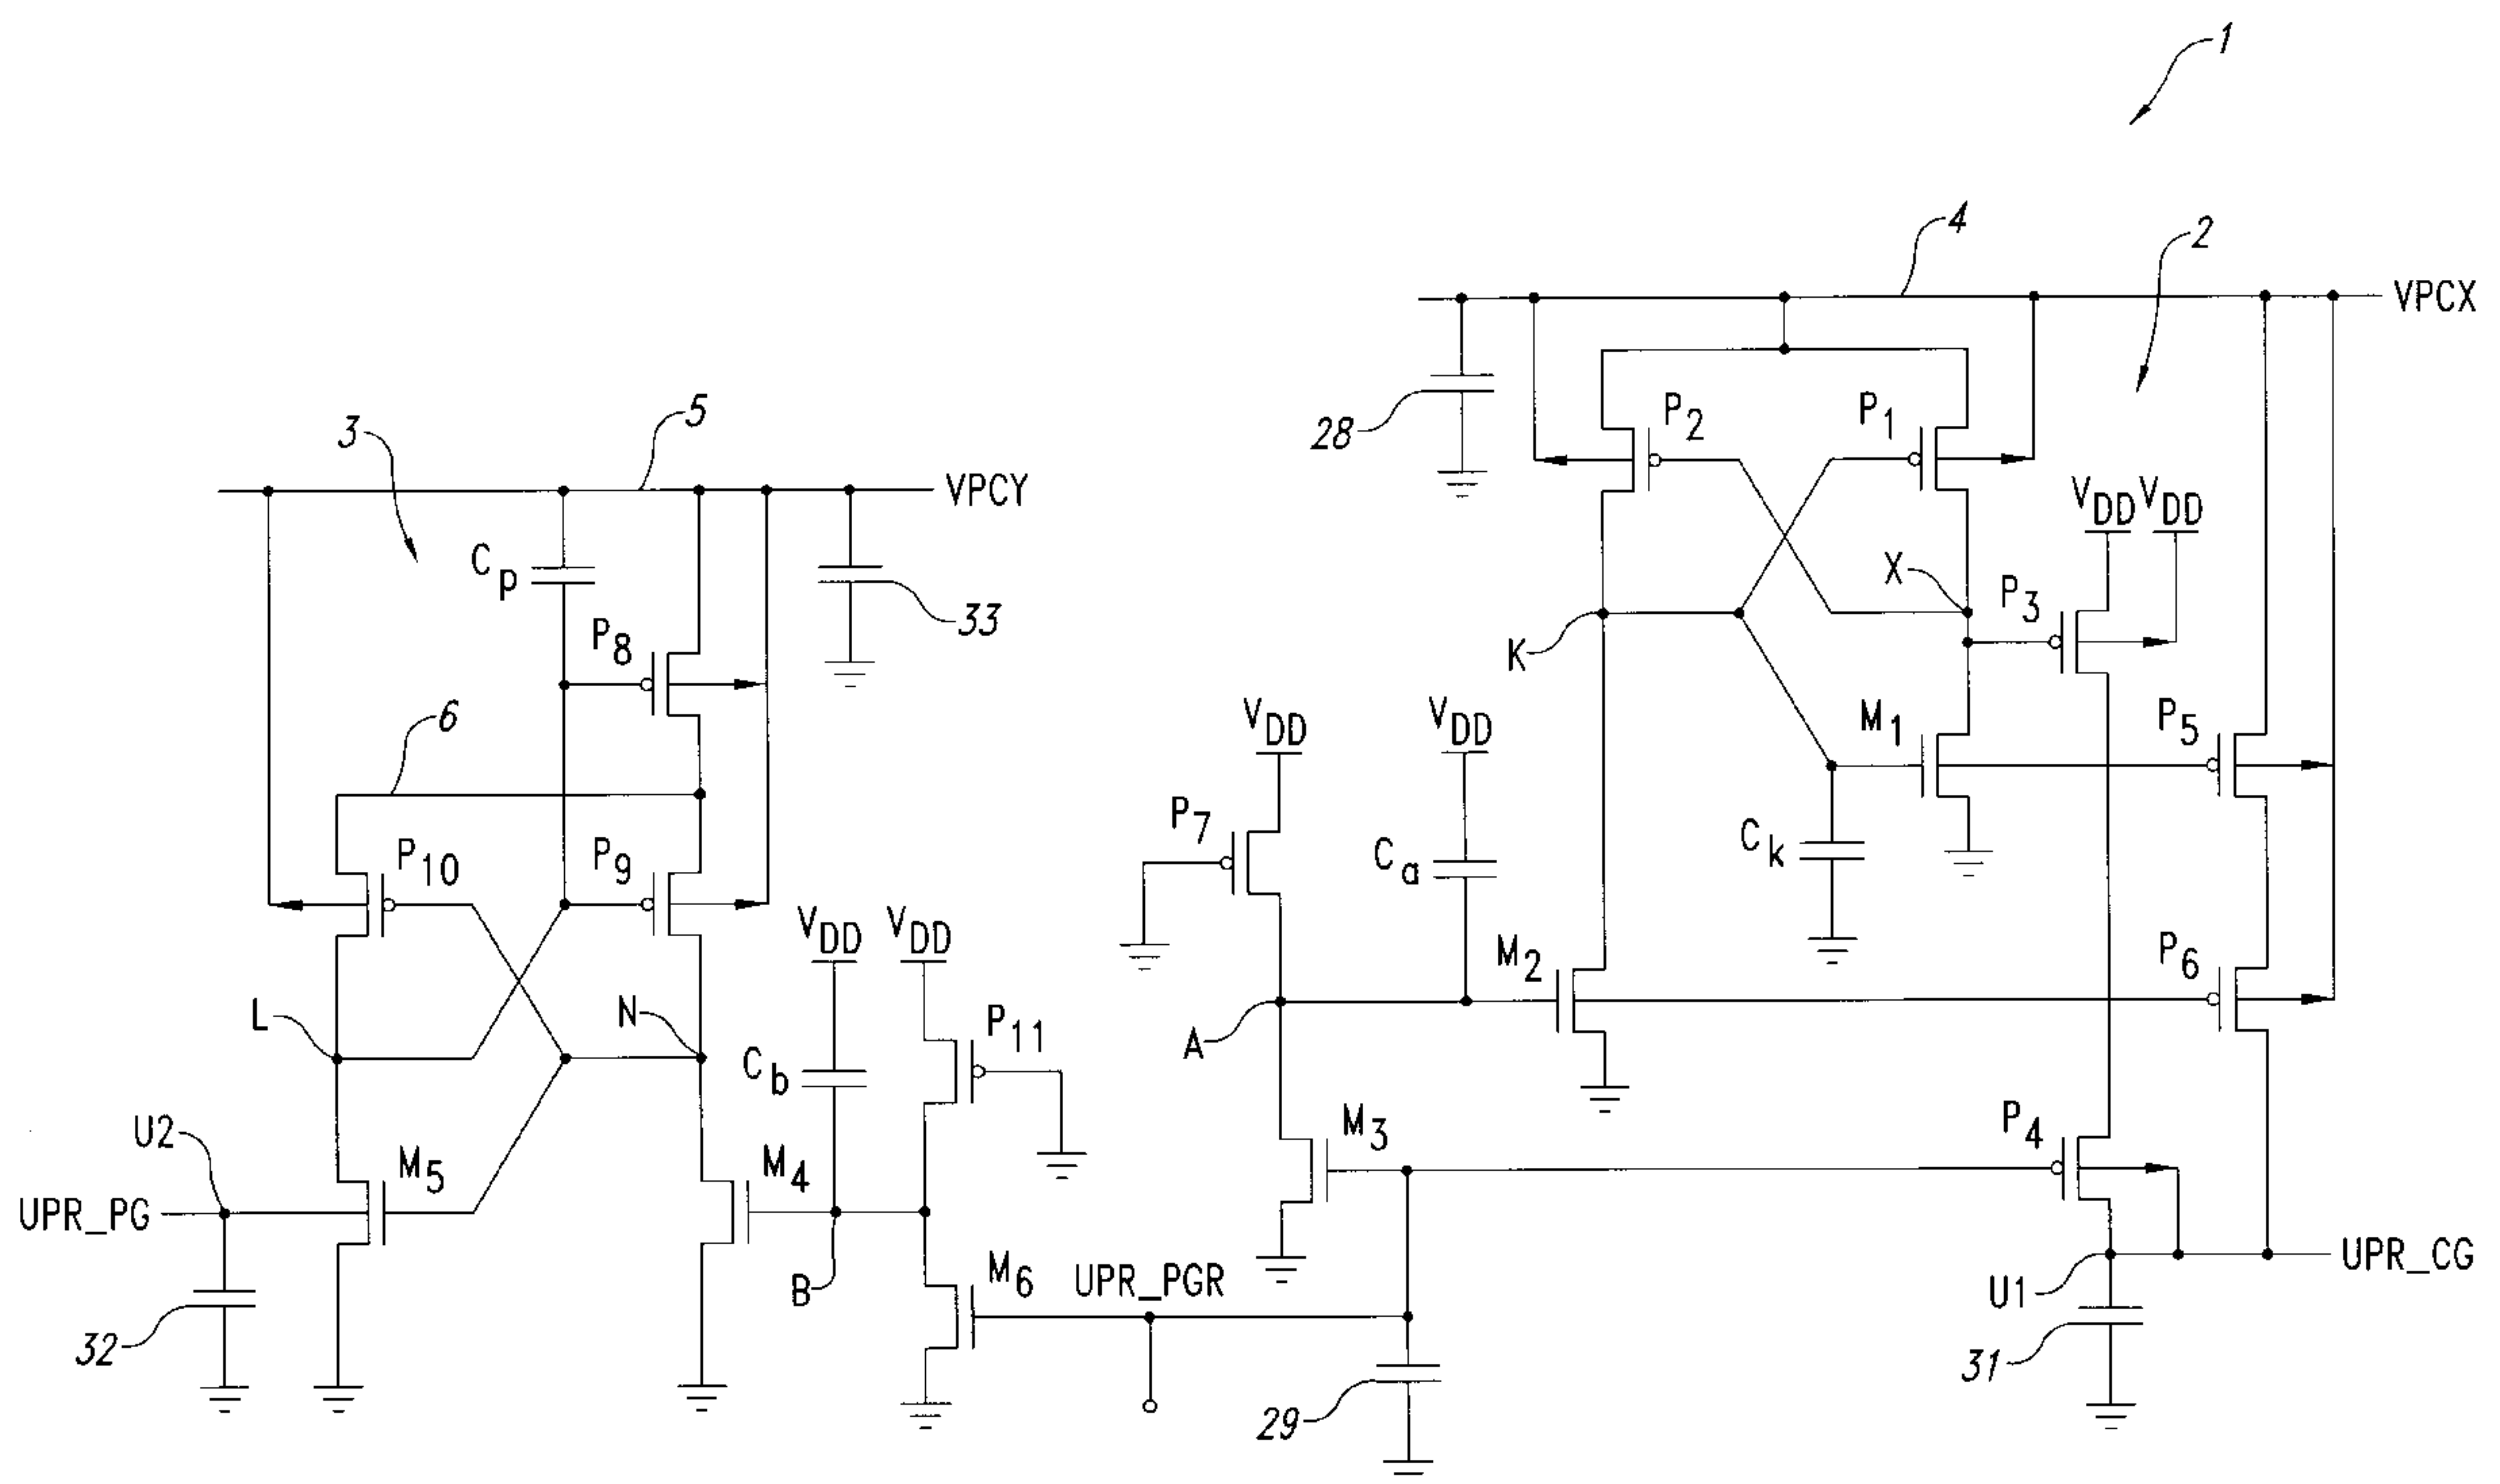 1
4
2
VPCX
3
5
VPCY
28
P2
P1
VDD VDD
Cp
P8
33
X
P3
K
6
VDD
VDD
M1
P5
P10
P9
P7
Ca
Ck
VDD
VDD
M2
P6
L
N
Cb
P11
A
U2
M5
M4
M3
P4
UPR_PG
B
M6
UPR_PGR
U1
UPR_CG
32
29
31